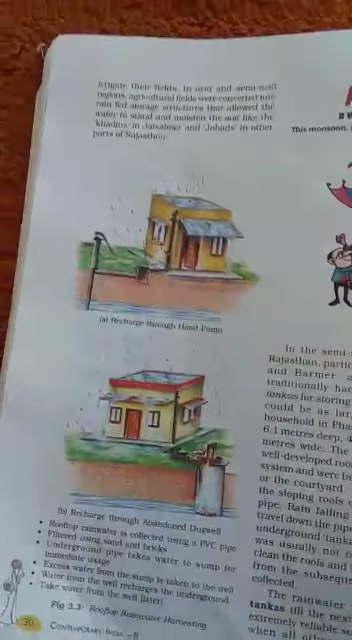 irrigate their fields. In arid and semi-arid
regions, agricultural fields were converted into
rain fed storage structures that allowed the
water to stand and moisten the soil like the
'khadins' in Jaisalmer and 'Johads' in other
parts of Rajasthan.
(a) Recharge through Hand Pump
(b) Recharge through Abandoned Dugwell
• Rooftop rainwater is collected using a PVC pipe
• Filtered using sand and bricks
• Underground pipe takes water to sump for
immediate usage
• Excess water from the sump is taken to the well
• Water from the well recharges the underground
• Take water from the well (later)
Fig 3.3: Rooftop Rainwater Harvesting
30 CONTEMPORARY INDIA – II
This monsoon,
In the semi-
Rajasthan, partic
and Barmer a
traditionally ha
tankas for storing
could be as lar
household in Pha
6.1 metres deep, 4
metres wide. The
well-developed roo
system and were bu
or the courtyard
the sloping roofs
pipe. Rain falling
travel down the pip
underground 'tanka
was usually not c
clean the roofs and
from the subseque
collected.
The rainwater
tankas till the nex
extremely reliable
when all other